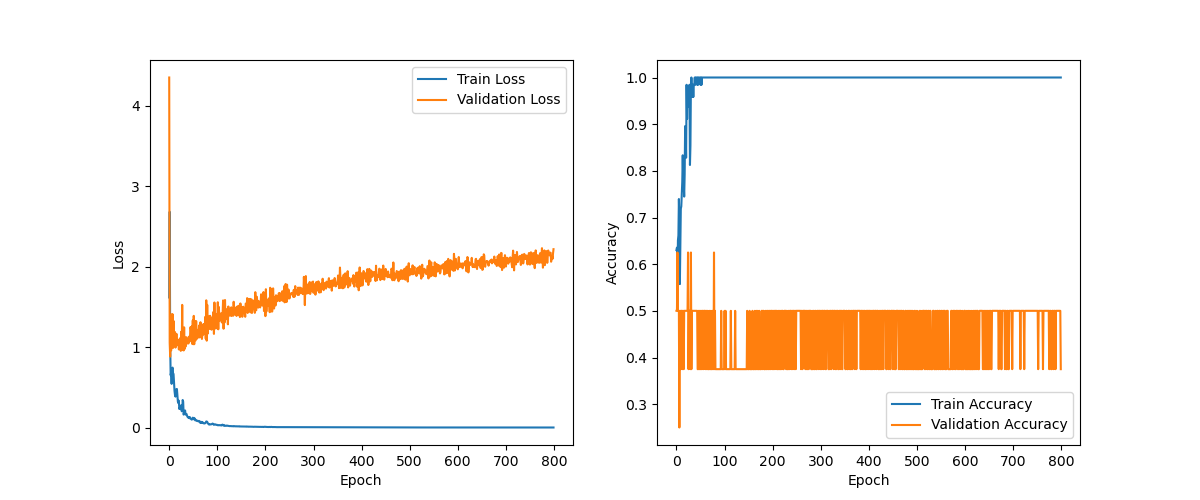 Train Loss
Validation Loss
4
3
2
1
0
Loss
0 100 200 300 400 500 600 700 800
Epoch
1.0
0.9
0.8
0.7
0.6
0.5
0.4
0.3
Accuracy
Train Accuracy
Validation Accuracy
0 100 200 300 400 500 600 700 800
Epoch